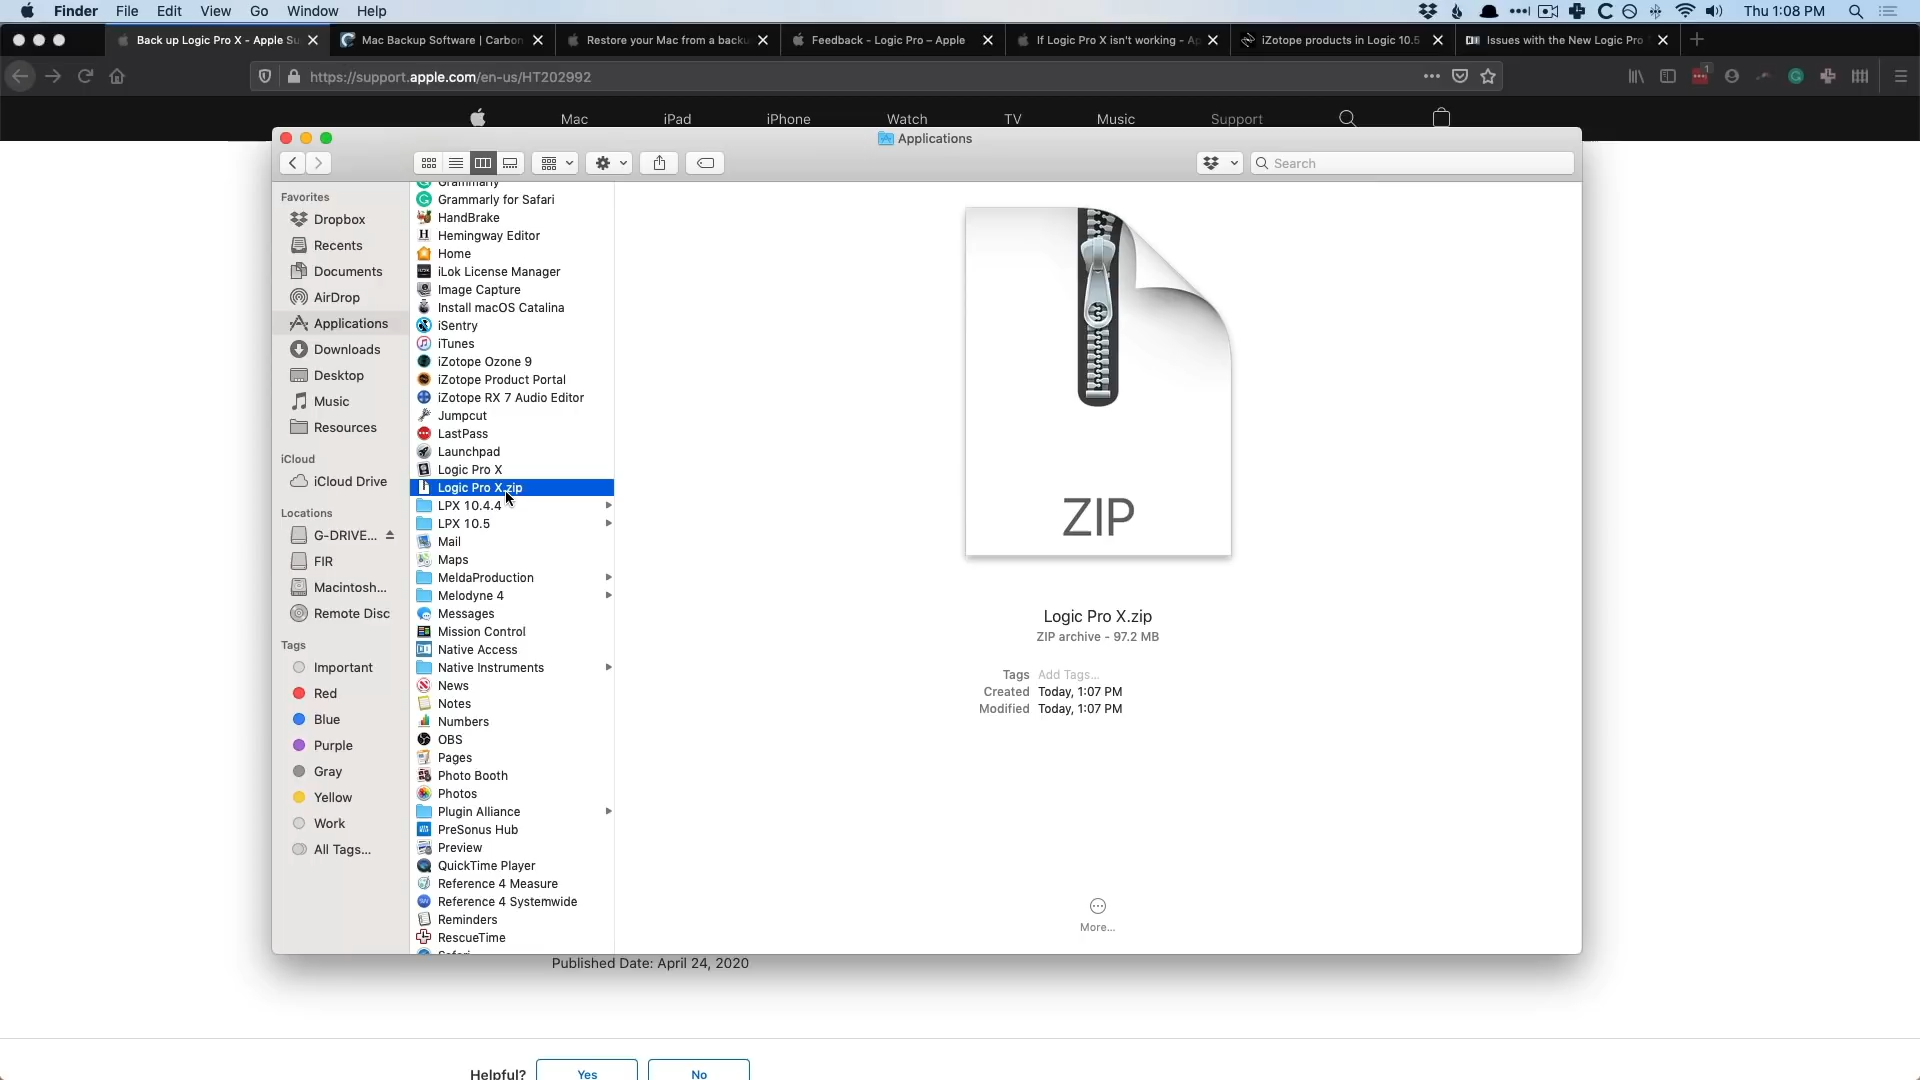 Finder File Edit View Go Window Help Thu 1:08 PM
Back up Logic Pro X - Apple Su
Mac Backup Software | Carbon
Restore your Mac from a backu
Feedback - Logic Pro – Apple
If Logic Pro X isn't working - Ap
iZotope products in Logic 10.5
Issues with the New Logic Pro
https://support.apple.com/en-us/HT202992
1
Mac iPad iPhone Watch TV Music Support
Applications
Search
Favorites
Dropbox
Recents
Documents
AirDrop
Applications
Downloads
Desktop
Music
Resources
iCloud
iCloud Drive
Locations
G-DRIVE...
FIR
Macintosh...
Remote Disc
Tags
Important
Red
Blue
Purple
Gray
Yellow
Work
All Tags...
Grammarly
Grammarly for Safari
HandBrake
Hemingway Editor
Home
iLok License Manager
Image Capture
Install macOS Catalina
iSentry
iTunes
iZotope Ozone 9
iZotope Product Portal
iZotope RX 7 Audio Editor
Jumpcut
LastPass
Launchpad
Logic Pro X
Logic Pro X.zip
LPX 10.4.4
LPX 10.5
Mail
Maps
MeldaProduction
Melodyne 4
Messages
Mission Control
Native Access
Native Instruments
News
Notes
Numbers
OBS
Pages
Photo Booth
Photos
Plugin Alliance
PreSonus Hub
Preview
QuickTime Player
Reference 4 Measure
Reference 4 Systemwide
Reminders
RescueTime
Safari
ZIP
Logic Pro X.zip
ZIP archive - 97.2 MB
Tags Add Tags...
Created Today, 1:07 PM
Modified Today, 1:07 PM
More...
Published Date: April 24, 2020
Helpful? Yes No